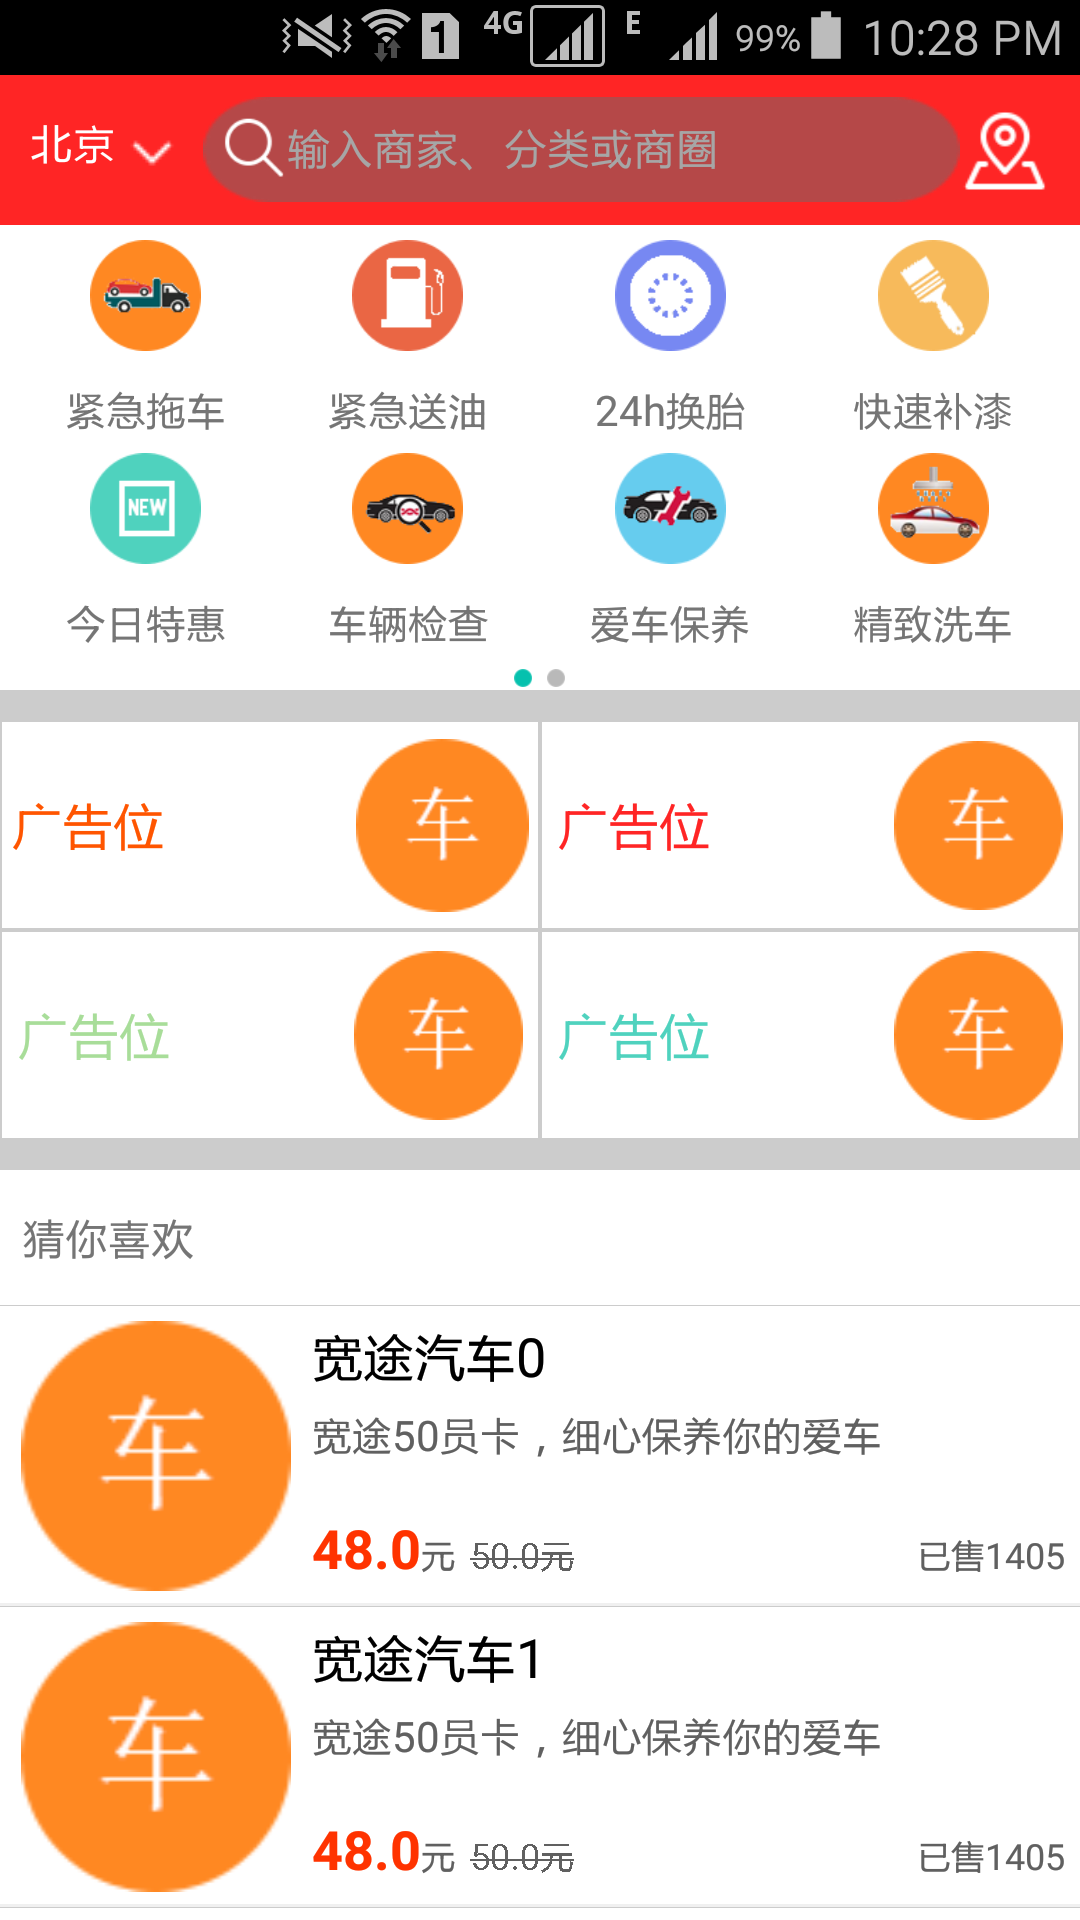 1 4G E 99% 10:28 PM
北京 输入商家、分类或商圈
紧急拖车 紧急送油 24h换胎 快速补漆
NEW
今日特惠 车辆检查 爱车保养 精致洗车
广告位 车 广告位 车
广告位 车 广告位 车
猜你喜欢
车
宽途汽车0
宽途50员卡，细心保养你的爱车
48.0元 50.0元 已售1405
车
宽途汽车1
宽途50员卡，细心保养你的爱车
48.0元 50.0元 已售1405